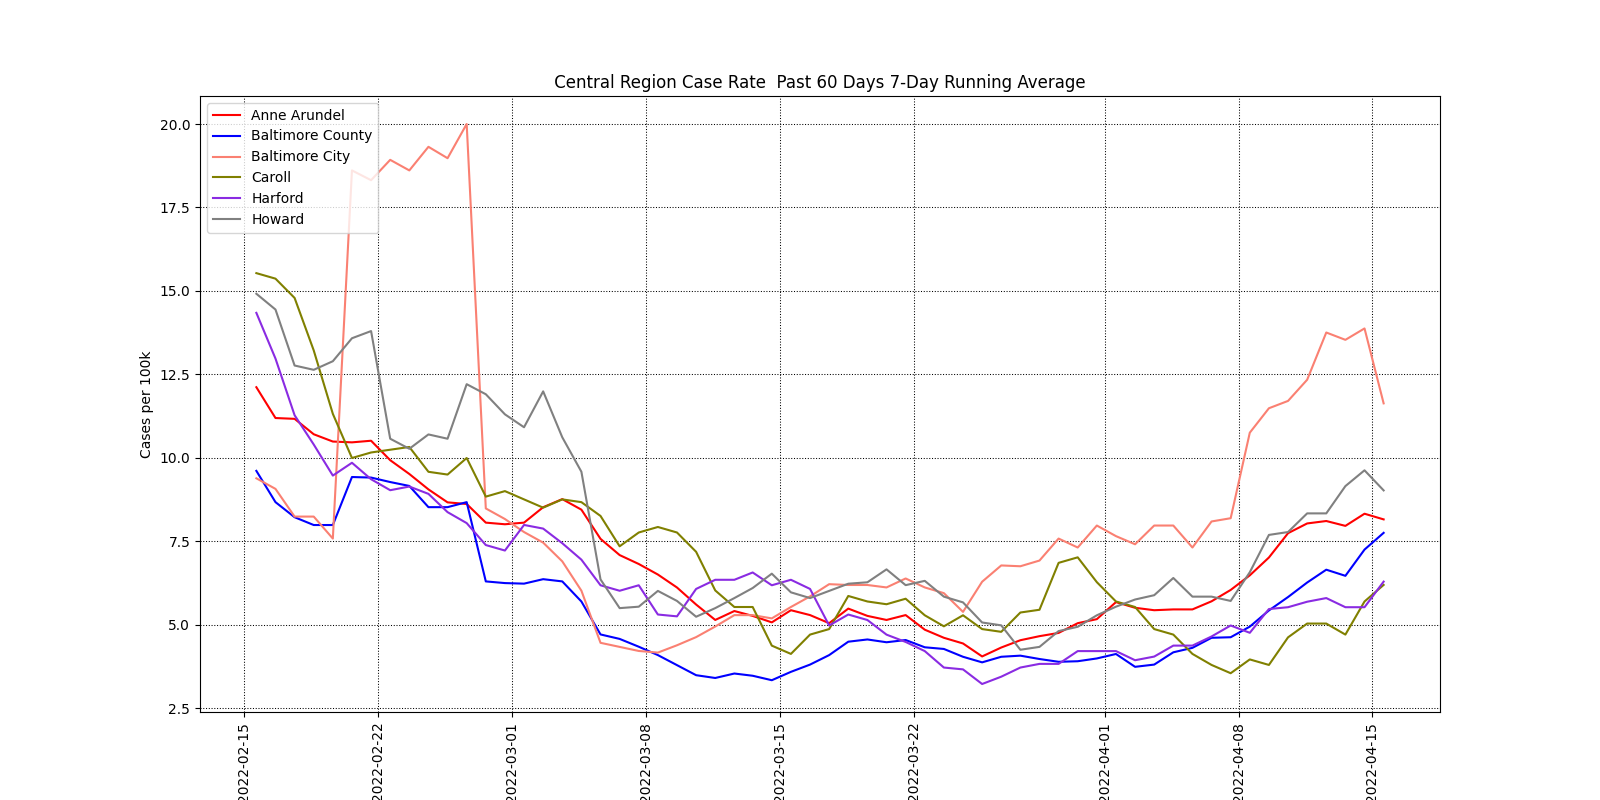 Central Region Case Rate  Past 60 Days 7-Day Running Average
Anne Arundel
Baltimore County
Baltimore City
Caroll
Harford
Howard
Cases per 100k
20.0
17.5
15.0
12.5
10.0
7.5
5.0
2.5
2022-02-15
2022-02-22
2022-03-01
2022-03-08
2022-03-15
2022-03-22
2022-04-01
2022-04-08
2022-04-15